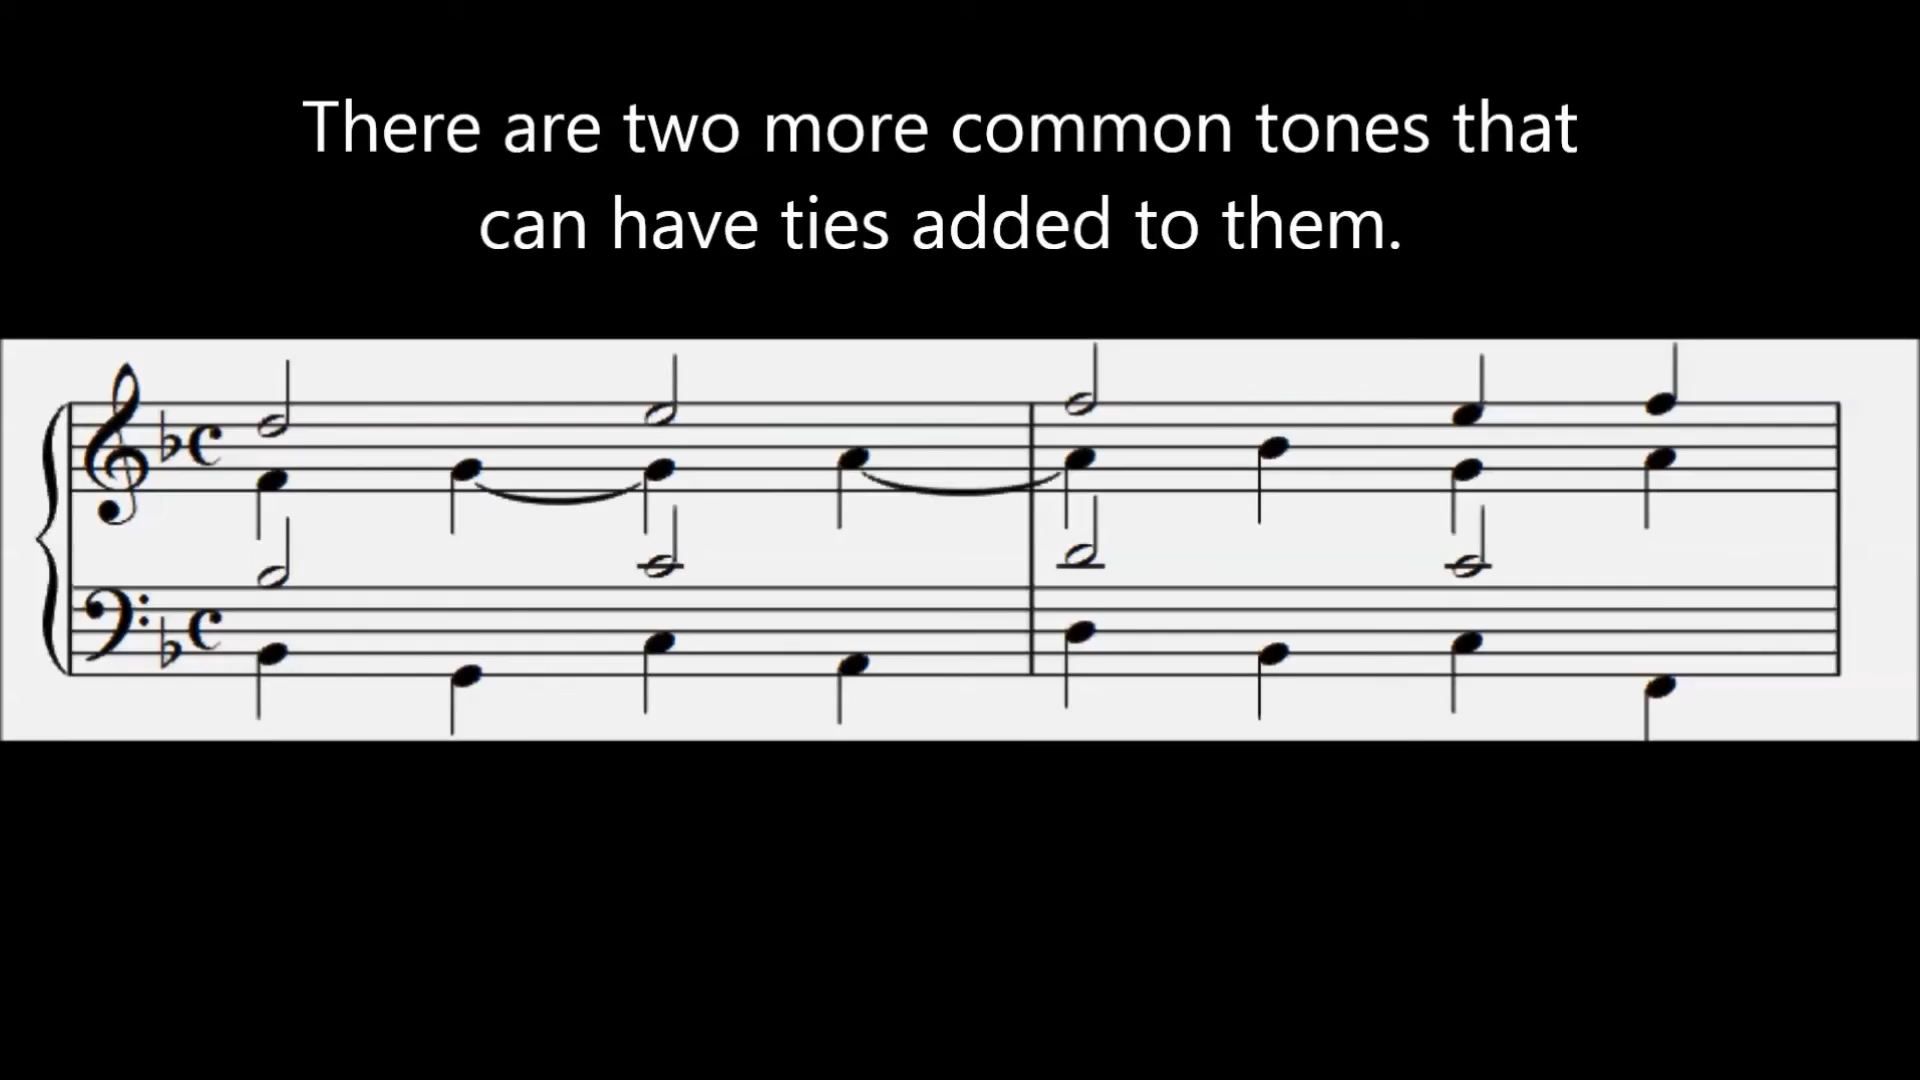 There are two more common tones that
can have ties added to them.